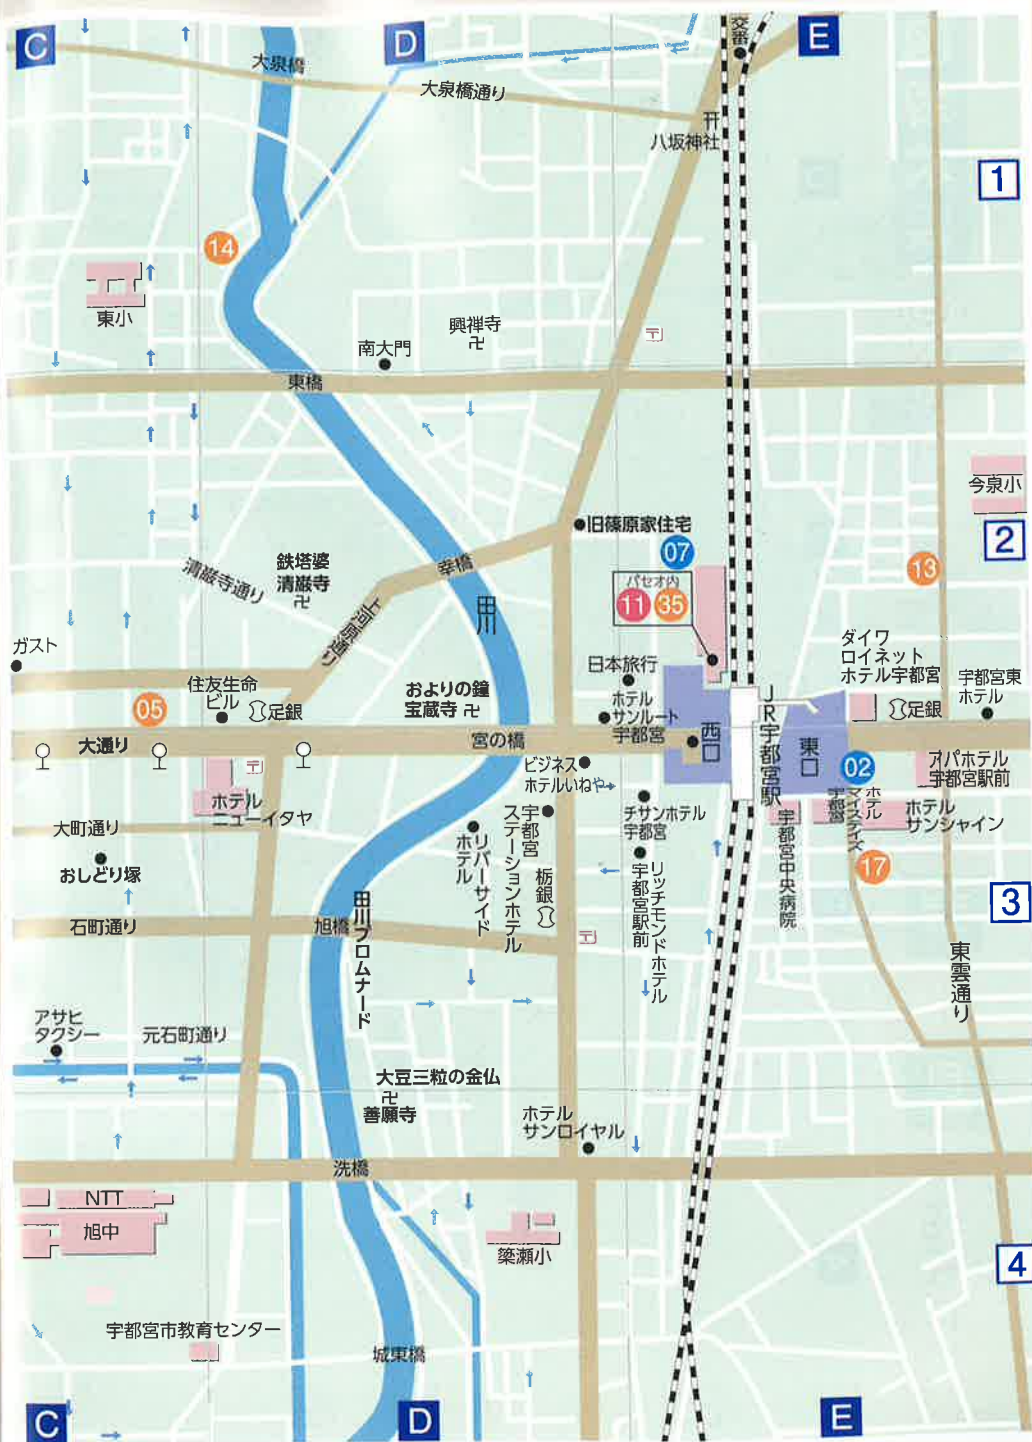 C
D
E
交番
大泉橋
大泉橋通り
八坂神社
1
14
東小
興禅寺
南大門
東橋
今泉小
2
旧篠原家住宅
07
パセオ内
11
35
13
鉄塔婆
清巌寺
清巌寺通り
幸橋
田川
上河原通り
ガスト
住友生命
ビル
足銀
05
およりの鐘
宝蔵寺
日本旅行
ホテル
サンルート
宇都宮
西口
JR宇都宮駅
東口
ダイワ
ロイネット
ホテル宇都宮
足銀
宇都宮東
ホテル
大通り
宮の橋
ビジネス
ホテルいねや
02
アパホテル
宇都宮駅前
ホテル
ニューイタヤ
チサンホテル
宇都宮
宇都宮中央病院
ホテル
マイステイズ
宇都宮
ホテル
サンシャイン
大町通り
おしどり塚
リバーサイド
ホテル
宇都宮
ステーションホテル
栃銀
リッチモンドホテル
宇都宮駅前
17
3
石町通り
旭橋
田川プロムナード
東雲通り
アサヒ
タクシー
元石町通り
大豆三粒の金仏
善願寺
ホテル
サンロイヤル
洗橋
NTT
旭中
簗瀬小
4
宇都宮市教育センター
城東橋
C
D
E